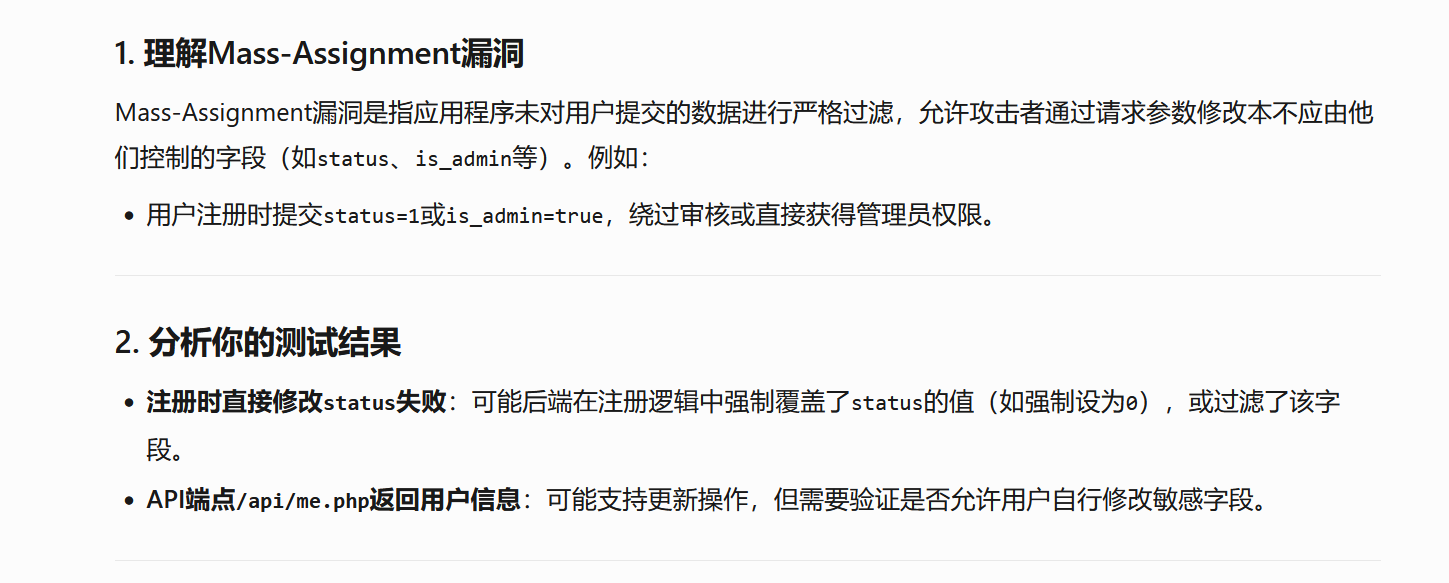 1. 理解Mass-Assignment漏洞
Mass-Assignment漏洞是指应用程序未对用户提交的数据进行严格过滤，允许攻击者通过请求参数修改本不应由他
们控制的字段（如status、is_admin等）。例如：
• 用户注册时提交status=1或is_admin=true，绕过审核或直接获得管理员权限。
2. 分析你的测试结果
• 注册时直接修改status失败：可能后端在注册逻辑中强制覆盖了status的值（如强制设为0），或过滤了该字
段。
• API端点/api/me.php返回用户信息：可能支持更新操作，但需要验证是否允许用户自行修改敏感字段。